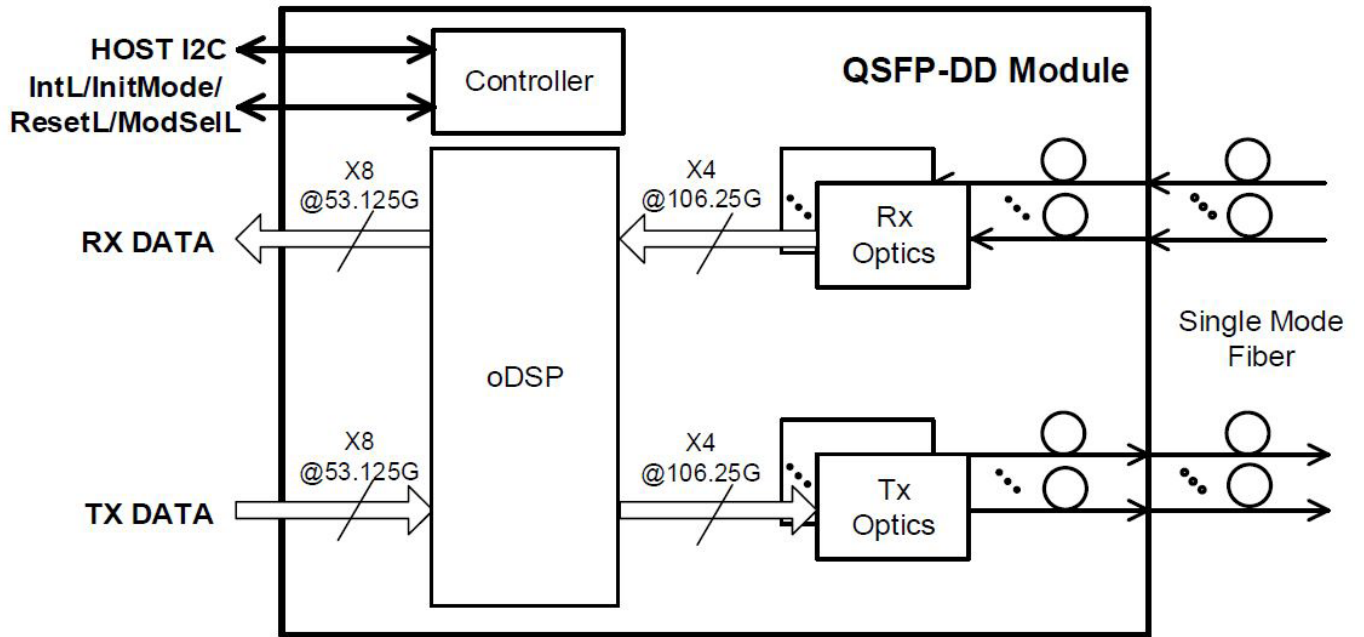 HOST I2C
IntL/InitMode/
ResetL/ModSelL
Controller
QSFP-DD Module
X8
@53.125G
X4
@106.25G
RX DATA
Rx
Optics
Single Mode
Fiber
oDSP
X8
@53.125G
X4
@106.25G
TX DATA
Tx
Optics